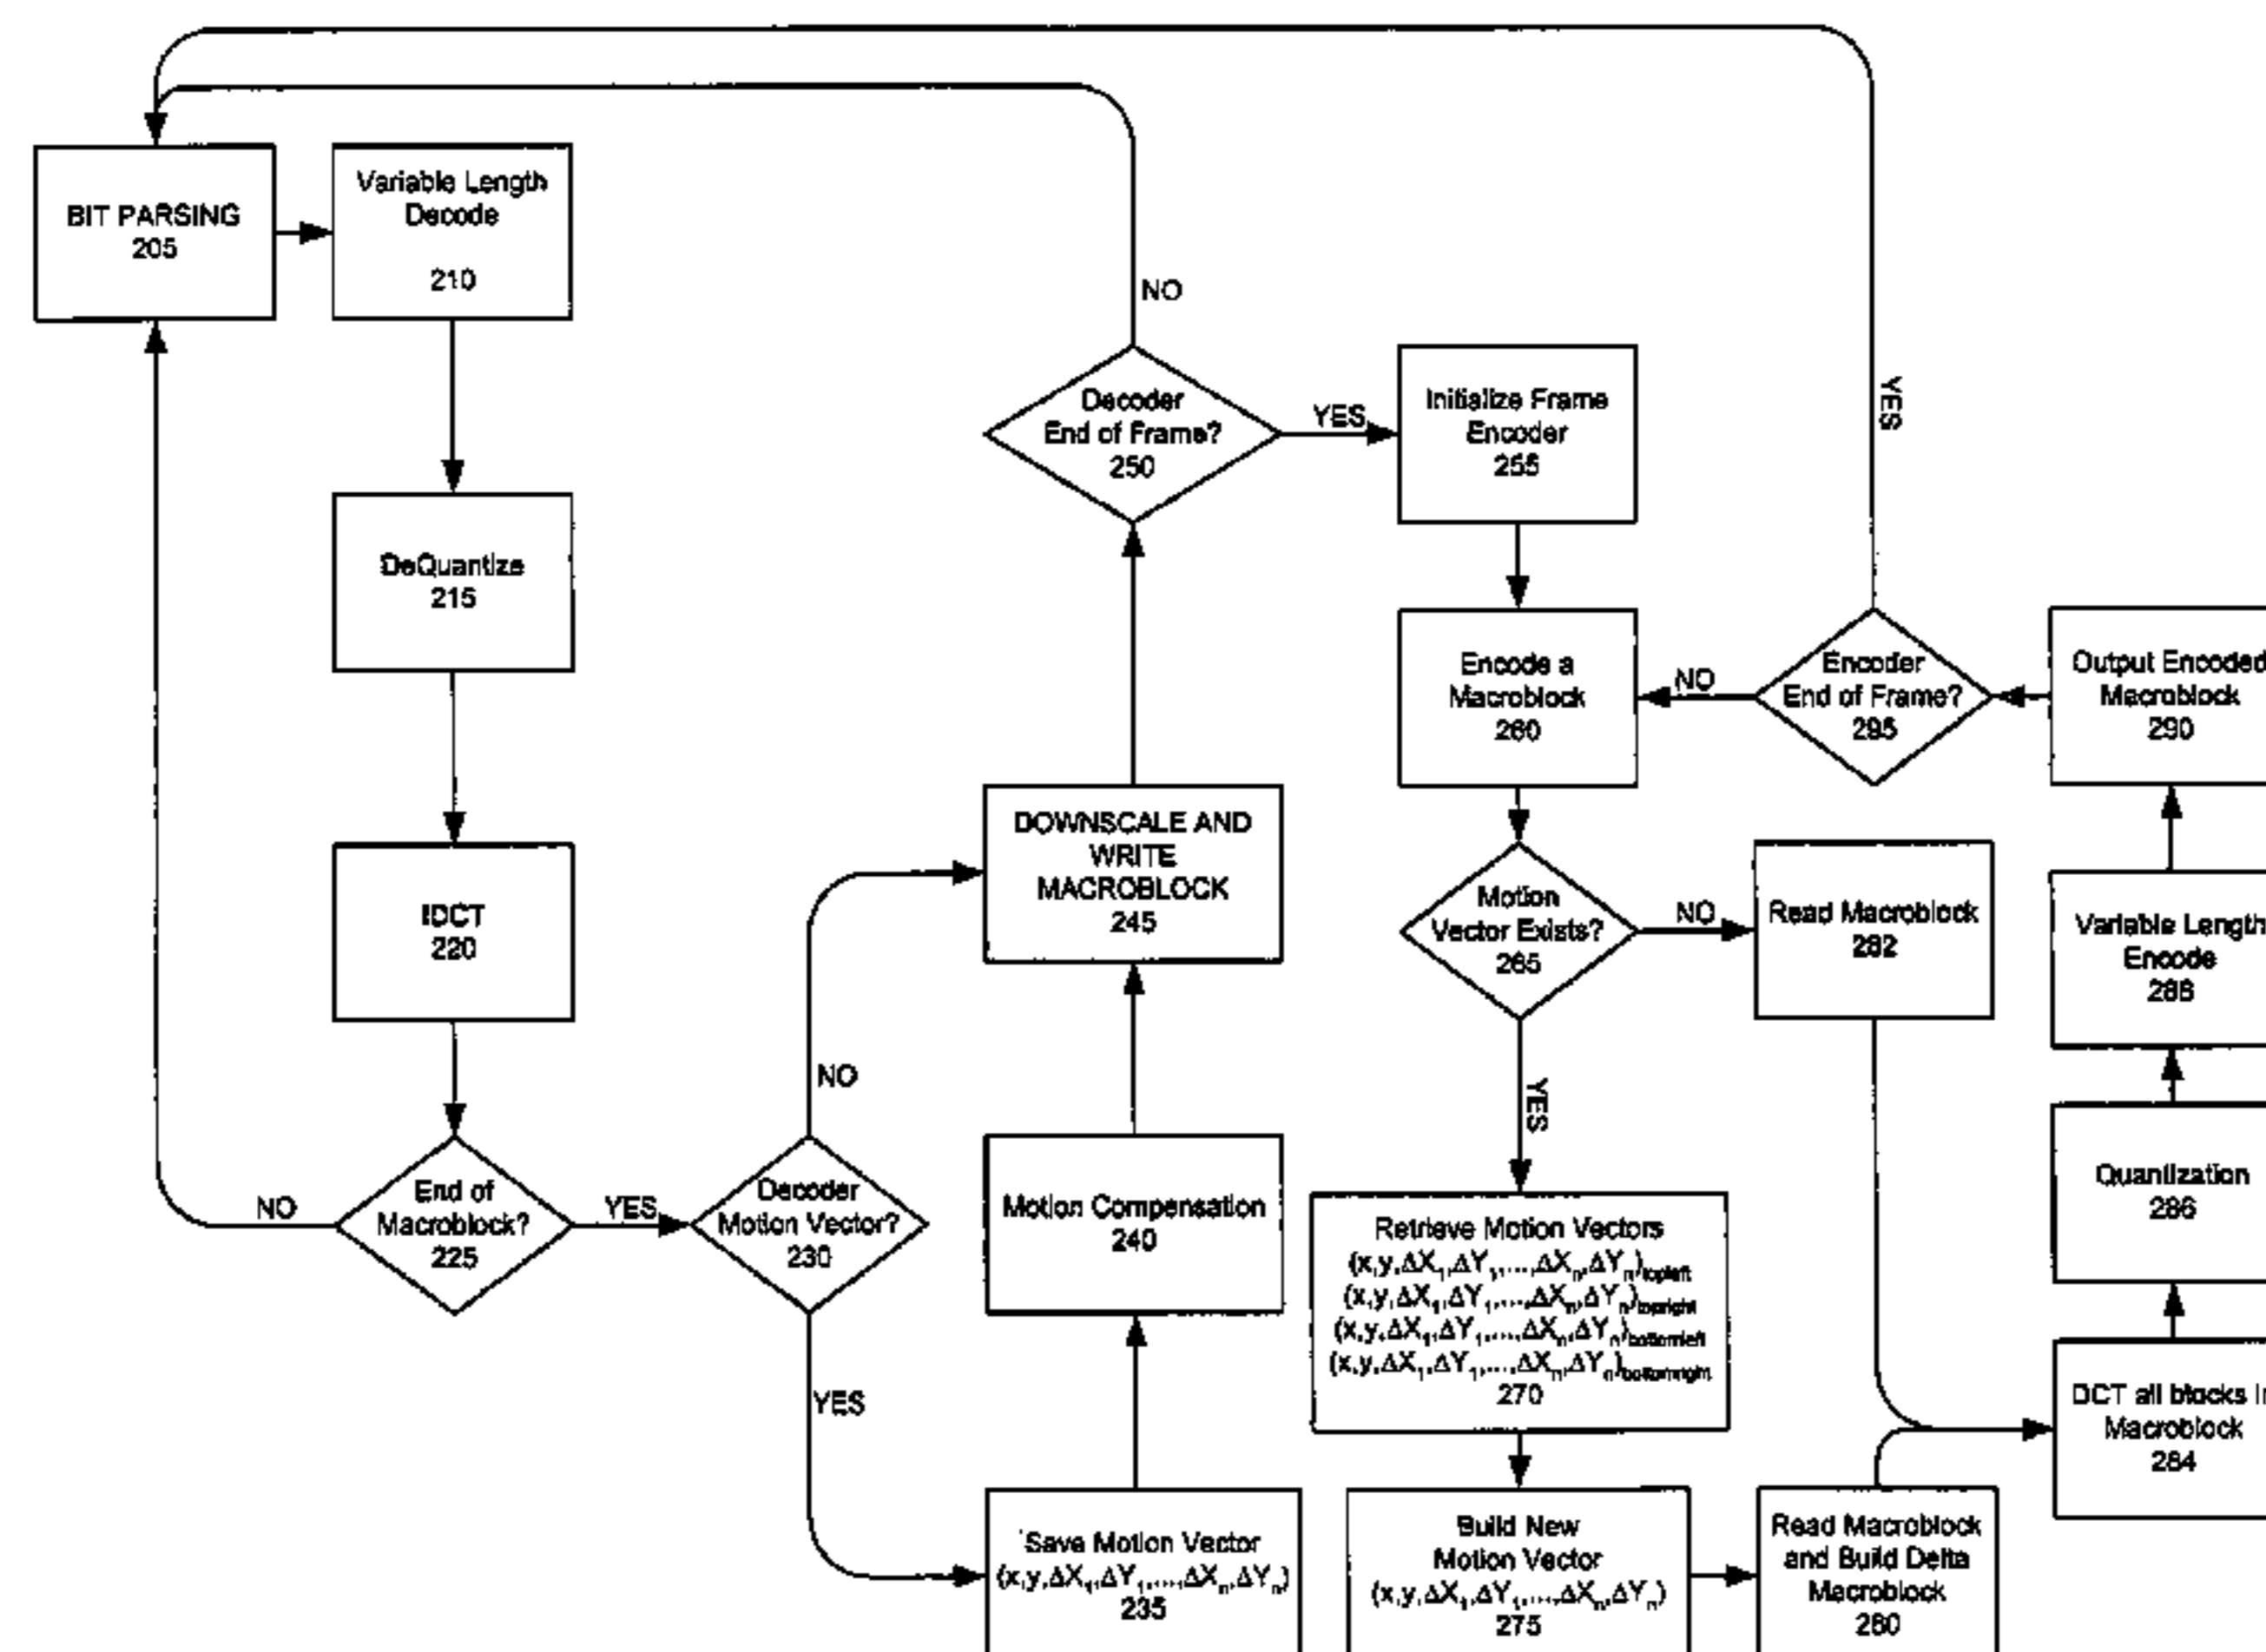 BIT PARSING
205
Variable Length
Decode
210
DeQuantize
215
IDCT
220
End of
Macroblock?
225
NO
YES
Decoder
Motion Vector?
230
NO
YES
Save Motion Vector
(x,y,ΔX₁,ΔY₁,...,ΔXₙ,ΔYₙ)
235
Motion Compensation
240
DOWNSCALE AND
WRITE
MACROBLOCK
245
Decoder
End of Frame?
250
NO
YES
Initialize Frame
Encoder
255
Encode a
Macroblock
260
Motion
Vector Exists?
265
NO
YES
Retrieve Motion Vectors
(x,y,ΔX₁,ΔY₁,...,ΔXₙ,ΔYₙ)topleft
(x,y,ΔX₁,ΔY₁,...,ΔXₙ,ΔYₙ)topright
(x,y,ΔX₁,ΔY₁,...,ΔXₙ,ΔYₙ)bottomleft
(x,y,ΔX₁,ΔY₁,...,ΔXₙ,ΔYₙ)bottomright
270
Build New
Motion Vector
(x,y,ΔX₁,ΔY₁,...,ΔXₙ,ΔYₙ)
275
Read Macroblock
and Build Delta
Macroblock
280
Read Macroblock
282
DCT all blocks in
Macroblock
284
Quantization
286
Variable Length
Encode
288
Output Encoded
Macroblock
290
Encoder
End of Frame?
295
NO
YES